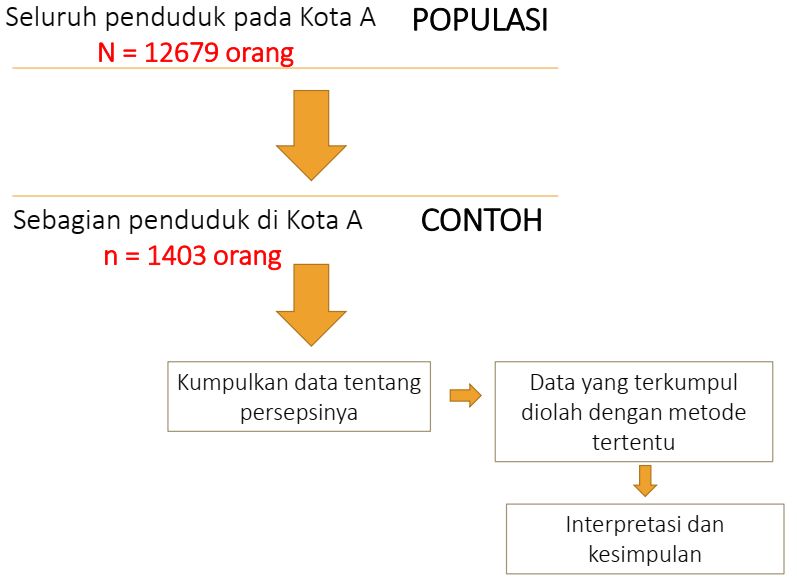 Seluruh penduduk pada Kota A
N = 12679 orang
POPULASI
Sebagian penduduk di Kota A
n = 1403 orang
CONTOH
Kumpulkan data tentang
persepsinya
Data yang terkumpul
diolah dengan metode
tertentu
Interpretasi dan
kesimpulan